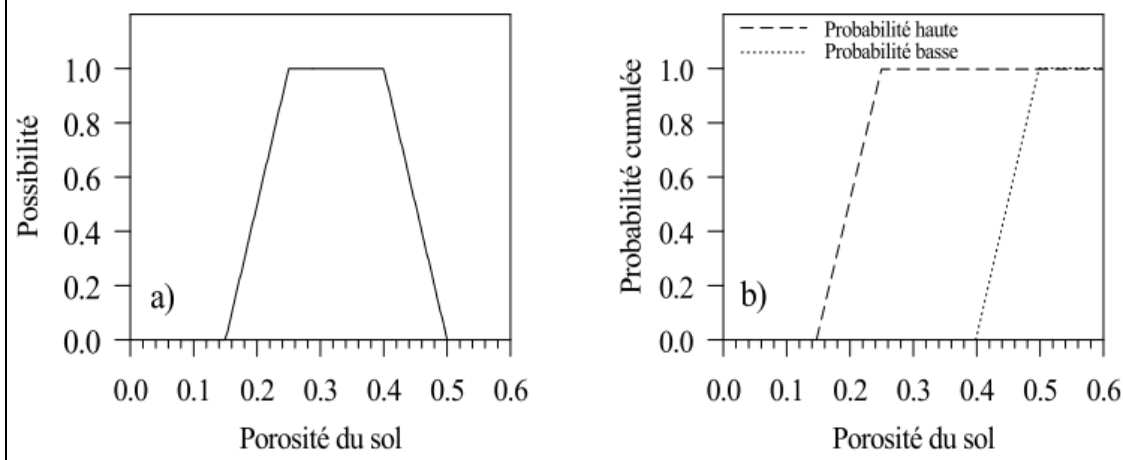 Possibilité
1.0
0.8
0.6
0.4
0.2
0.0
a)
0.0 0.1 0.2 0.3 0.4 0.5 0.6
Porosité du sol
Probabilité cumulée
Probabilité haute
Probabilité basse
1.0
0.8
0.6
0.4
0.2
0.0
b)
0.0 0.1 0.2 0.3 0.4 0.5 0.6
Porosité du sol